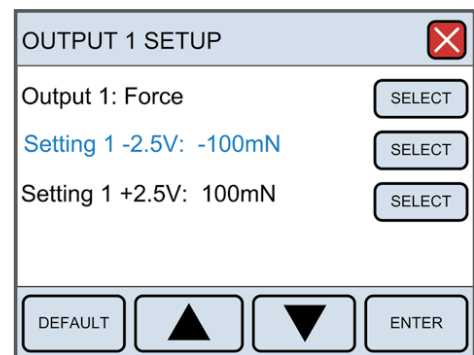 OUTPUT 1 SETUP
Output 1: Force
SELECT
Setting 1 -2.5V: -100mN
SELECT
Setting 1 +2.5V: 100mN
SELECT
DEFAULT
ENTER